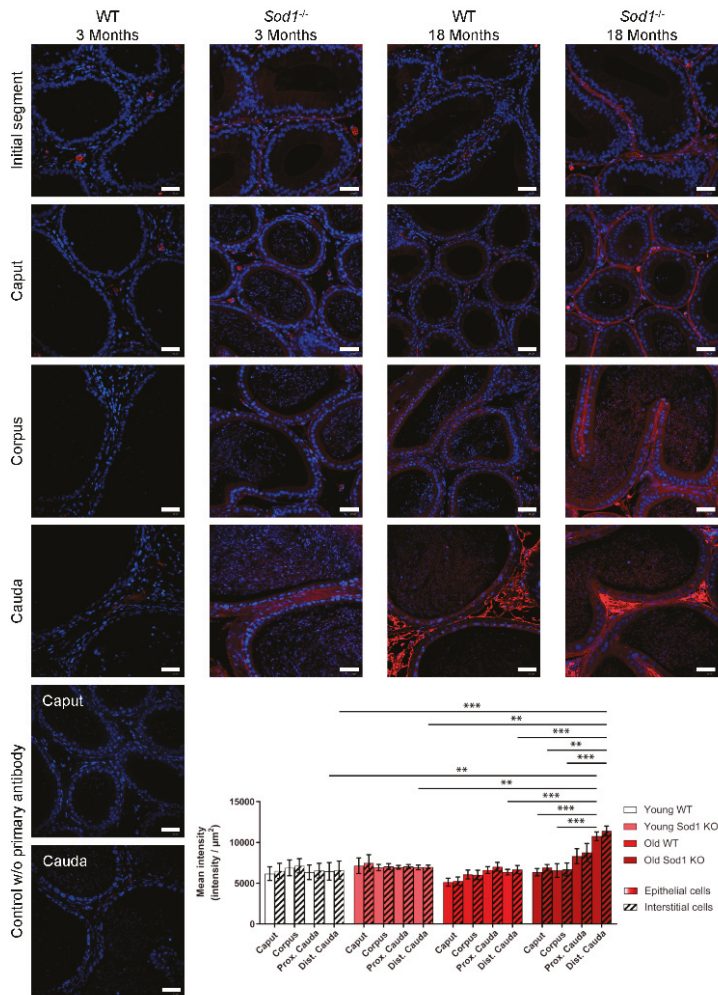 WT
3 Months
Sod1-/-
3 Months
WT
18 Months
Sod1-/-
18 Months
Initial segment
Caput
Corpus
Cauda
Control w/o primary antibody
Caput
Cauda
***
**
***
**
***
**
**
***
***
***
Mean intensity
(intensity / µm²)
15000
10000
5000
0
Caput
Corpus
Prox. Cauda
Dist. Cauda
Caput
Corpus
Prox. Cauda
Dist. Cauda
Caput
Corpus
Prox. Cauda
Dist. Cauda
Caput
Corpus
Prox. Cauda
Dist. Cauda
Young WT
Young Sod1 KO
Old WT
Old Sod1 KO
Epithelial cells
Interstitial cells